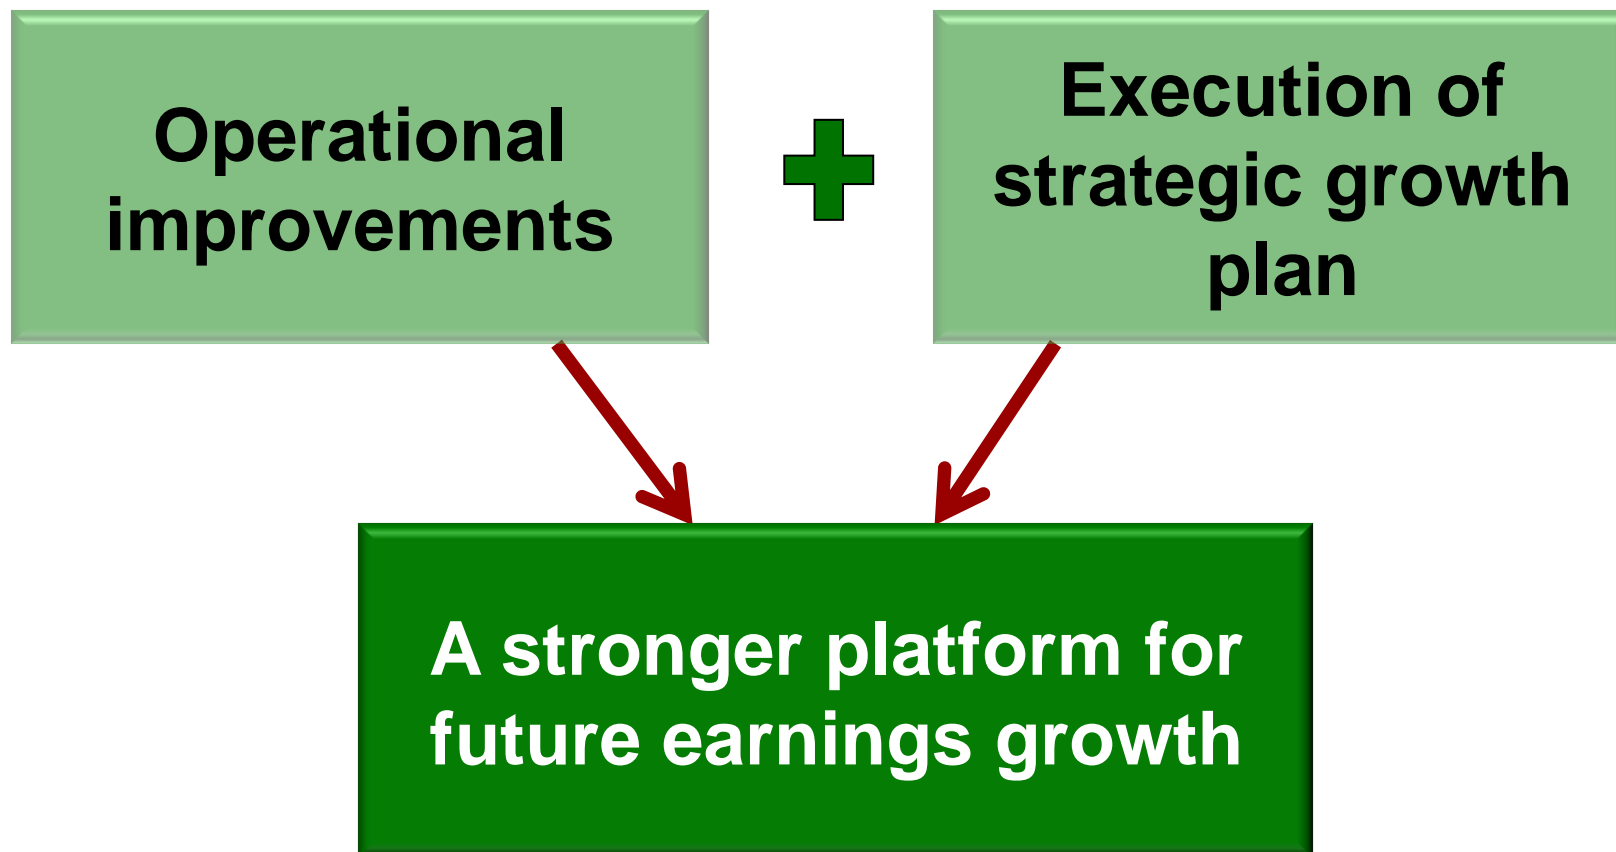 Operational
improvements
Execution of
strategic growth
plan
A stronger platform for
future earnings growth